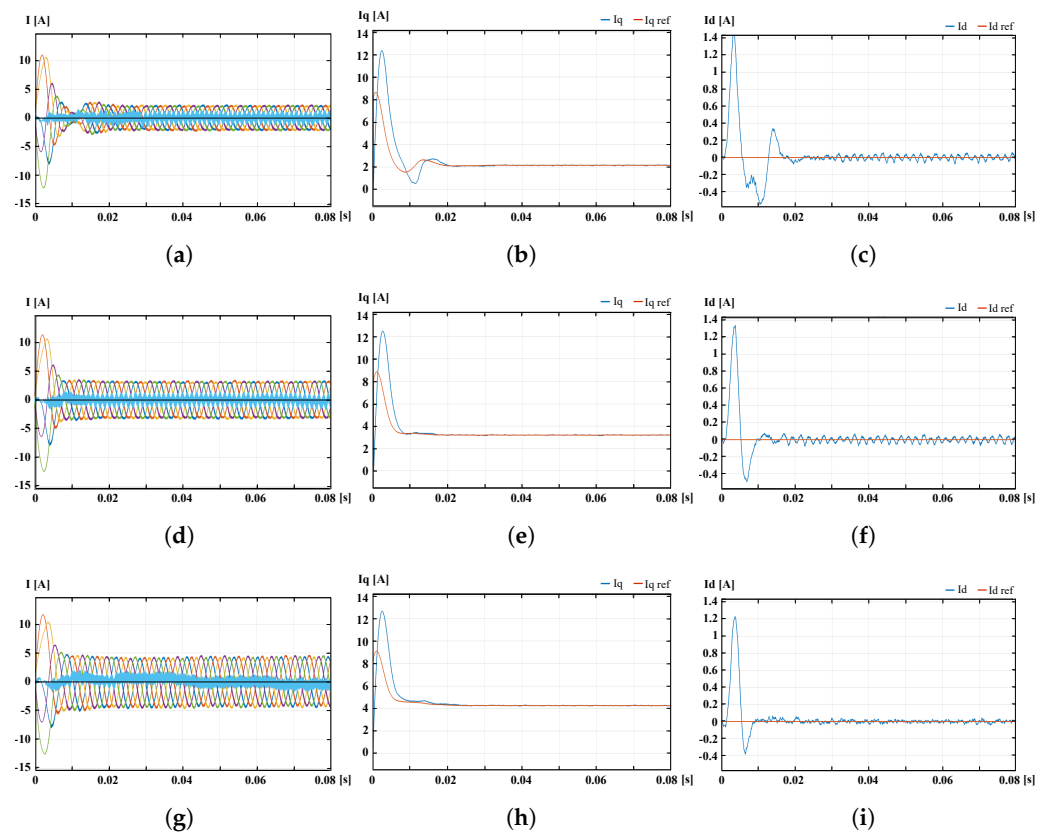 I [A]
10
5
0
-5
-10
-15
0 0.02 0.04 0.06 0.08 [s]
(a)
Iq [A]
Iq Iq ref
14
12
10
8
6
4
2
0
0 0.02 0.04 0.06 0.08 [s]
(b)
Id [A]
Id Id ref
1.4
1.2
1
0.8
0.6
0.4
0.2
0
-0.2
-0.4
0 0.02 0.04 0.06 0.08 [s]
(c)
I [A]
10
5
0
-5
-10
-15
0 0.02 0.04 0.06 0.08 [s]
(d)
Iq [A]
Iq Iq ref
14
12
10
8
6
4
2
0
0 0.02 0.04 0.06 0.08 [s]
(e)
Id [A]
Id Id ref
1.4
1.2
1
0.8
0.6
0.4
0.2
0
-0.2
-0.4
0 0.02 0.04 0.06 0.08 [s]
(f)
I [A]
10
5
0
-5
-10
-15
0 0.02 0.04 0.06 0.08 [s]
(g)
Iq [A]
Iq Iq ref
14
12
10
8
6
4
2
0
0 0.02 0.04 0.06 0.08 [s]
(h)
Id [A]
Id Id ref
1.4
1.2
1
0.8
0.6
0.4
0.2
0
-0.2
-0.4
0 0.02 0.04 0.06 0.08 [s]
(i)